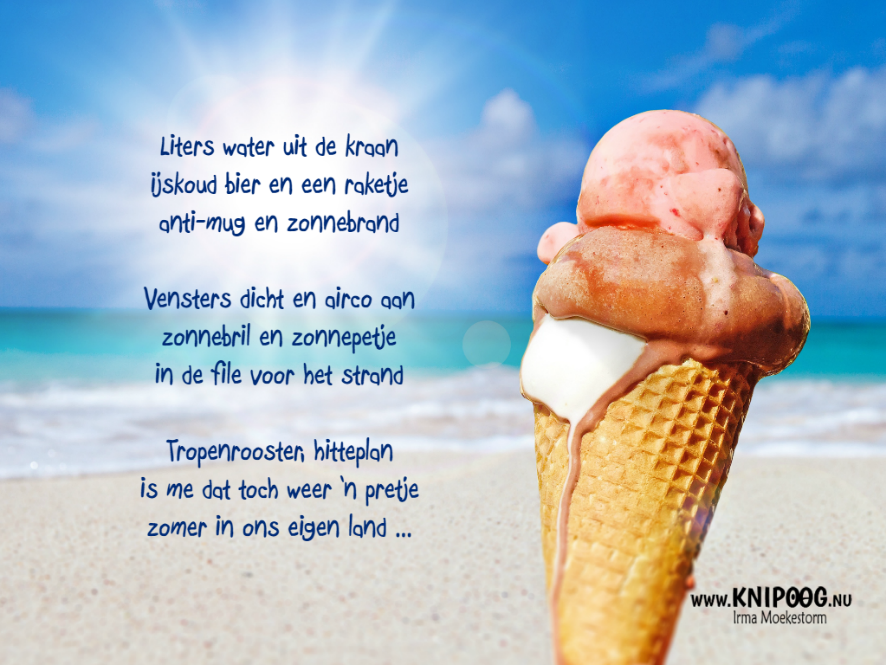 Liters water uit de kraan
ijskoud bier en een raketje
anti-mug en zonnebrand
Vensters dicht en airco aan
zonnebril en zonnepetje
in de file voor het strand
Tropenrooster, hitteplan
is me dat toch weer 'n pretje
zomer in ons eigen land ...
www.KNIPOOG.NU
Irma Moekestorm